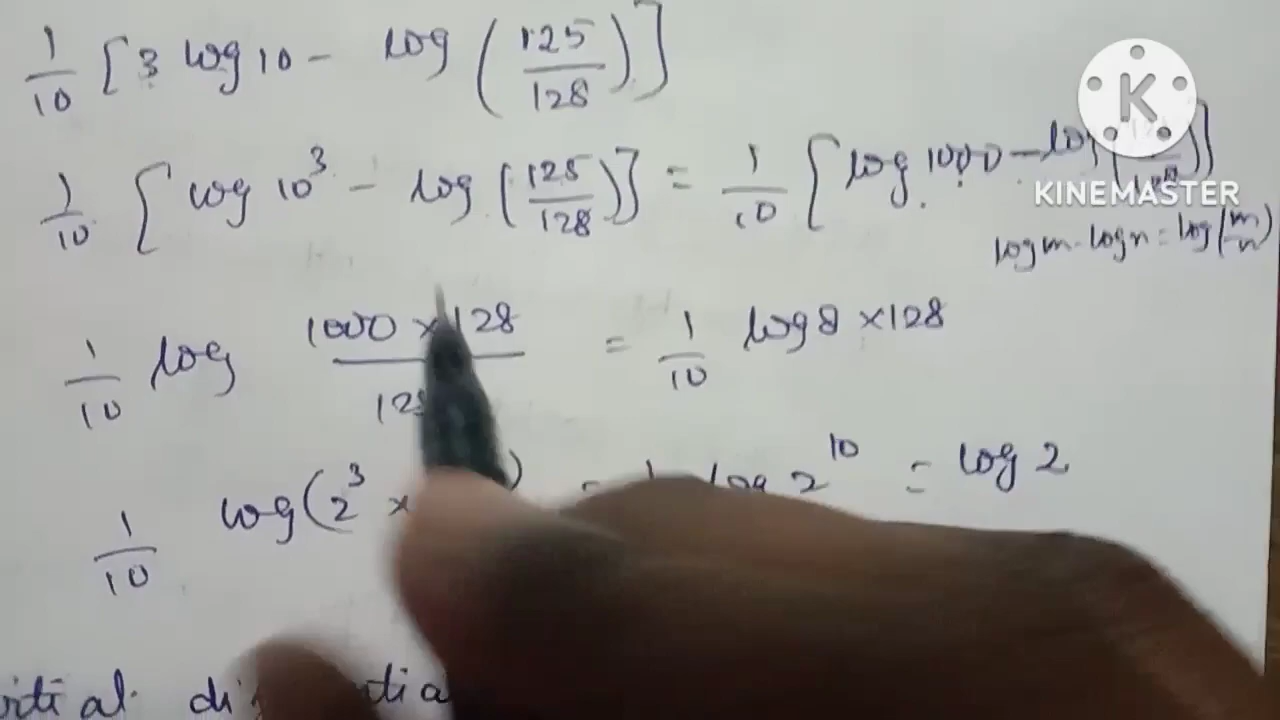 1/10 [3 log 10 - log (125/128)]
1/10 [log 10³ - log (125/128)] = 1/10 [log 1000 - log
K
KINEMASTER
log m - log n = log (m/n)
1/10 log 1000 × 128 / = 1/10 log 8 × 128
1/10 log (2³ × ) = log 2¹⁰ = log 2